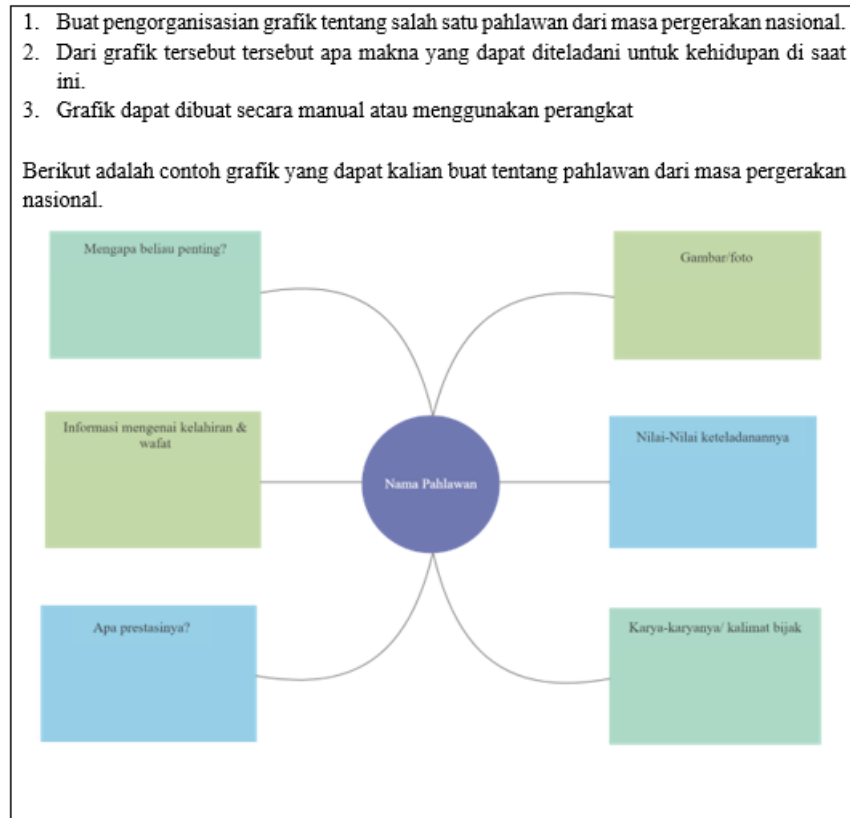 1. Buat pengorganisasian grafik tentang salah satu pahlawan dari masa pergerakan nasional.
2. Dari grafik tersebut tersebut apa makna yang dapat diteladani untuk kehidupan di saat
ini.
3. Grafik dapat dibuat secara manual atau menggunakan perangkat
Berikut adalah contoh grafik yang dapat kalian buat tentang pahlawan dari masa pergerakan
nasional.
Mengapa beliau penting?
Gambar/foto
Informasi mengenai kelahiran &
wafat
Nilai-Nilai keteladanannya
Nama Pahlawan
Apa prestasinya?
Karya-karyanya/ kalimat bijak